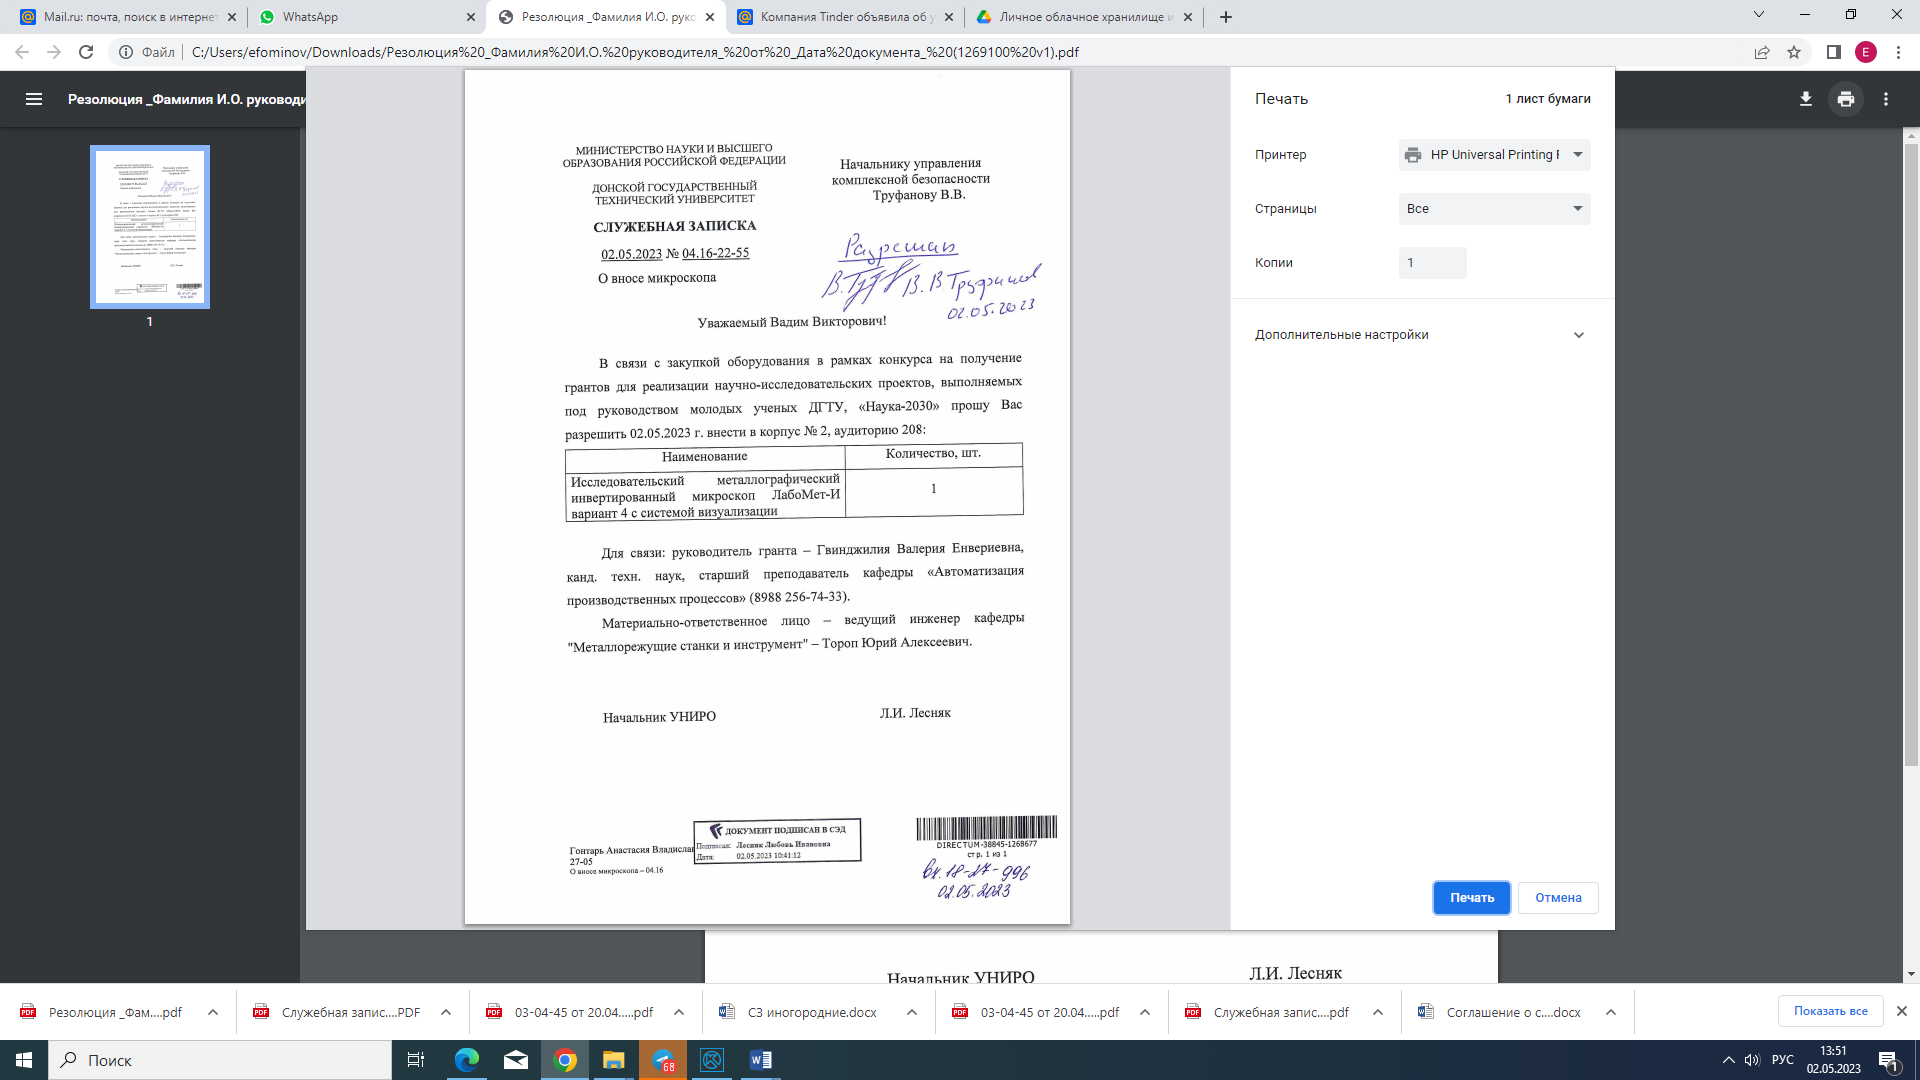 Mail.ru: почта, поиск в интернет
WhatsApp
Резолюция _Фамилия И.О. руко
Компания Tinder объявила об у
Личное облачное хранилище и
Файл
C:/Users/efominov/Downloads/Резолюция%20_Фамилия%20И.О.%20руководителя_%20от%20_Дата%20документа_%20(1269100%20v1).pdf
E
Резолюция _Фамилия И.О. руковод
1
МИНИСТЕРСТВО НАУКИ И ВЫСШЕГО
ОБРАЗОВАНИЯ РОССИЙСКОЙ ФЕДЕРАЦИИ
ДОНСКОЙ ГОСУДАРСТВЕННЫЙ
ТЕХНИЧЕСКИЙ УНИВЕРСИТЕТ
СЛУЖЕБНАЯ ЗАПИСКА
02.05.2023 № 04.16-22-55
О вносе микроскопа
Начальнику управления
комплексной безопасности
Труфанову В.В.
Разрешаю
В.В Труфанов
02.05.2023
Уважаемый Вадим Викторович!
В связи с закупкой оборудования в рамках конкурса на получение
грантов для реализации научно-исследовательских проектов, выполняемых
под руководством молодых ученых ДГТУ, «Наука-2030» прошу Вас
разрешить 02.05.2023 г. внести в корпус № 2, аудиторию 208:
Наименование Количество, шт.
Исследовательский металлографический
инвертированный микроскоп ЛабоМет-И
вариант 4 с системой визуализации
1
Для связи: руководитель гранта – Гвинджилия Валерия Енвериевна,
канд. техн. наук, старший преподаватель кафедры «Автоматизация
производственных процессов» (8988 256-74-33).
Материально-ответственное лицо – ведущий инженер кафедры
"Металлорежущие станки и инструмент" – Тороп Юрий Алексеевич.
Начальник УНИРО Л.И. Лесняк
Гонтарь Анастасия Владислав
27-05
О вносе микроскопа – 04.16
ДОКУМЕНТ ПОДПИСАН В СЭД
Подписал: Лесняк Любовь Ивановна
Дата: 02.05.2023 10:41:12
DIRECTUM-38845-1268677
стр. 1 из 1
вх. 18-27-996
02.05.2023
Печать
1 лист бумаги
Принтер
HP Universal Printing
Страницы
Все
Копии
1
Дополнительные настройки
Печать
Отмена
Начальник УНИРО Л.И. Лесняк
Резолюция _Фам....pdf
Служебная запис....PDF
03-04-45 от 20.04.....pdf
СЗ иногородние.docx
03-04-45 от 20.04.....pdf
Служебная запис....pdf
Соглашение о с....docx
Показать все
Поиск
68
РУС
13:51
02.05.2023
1